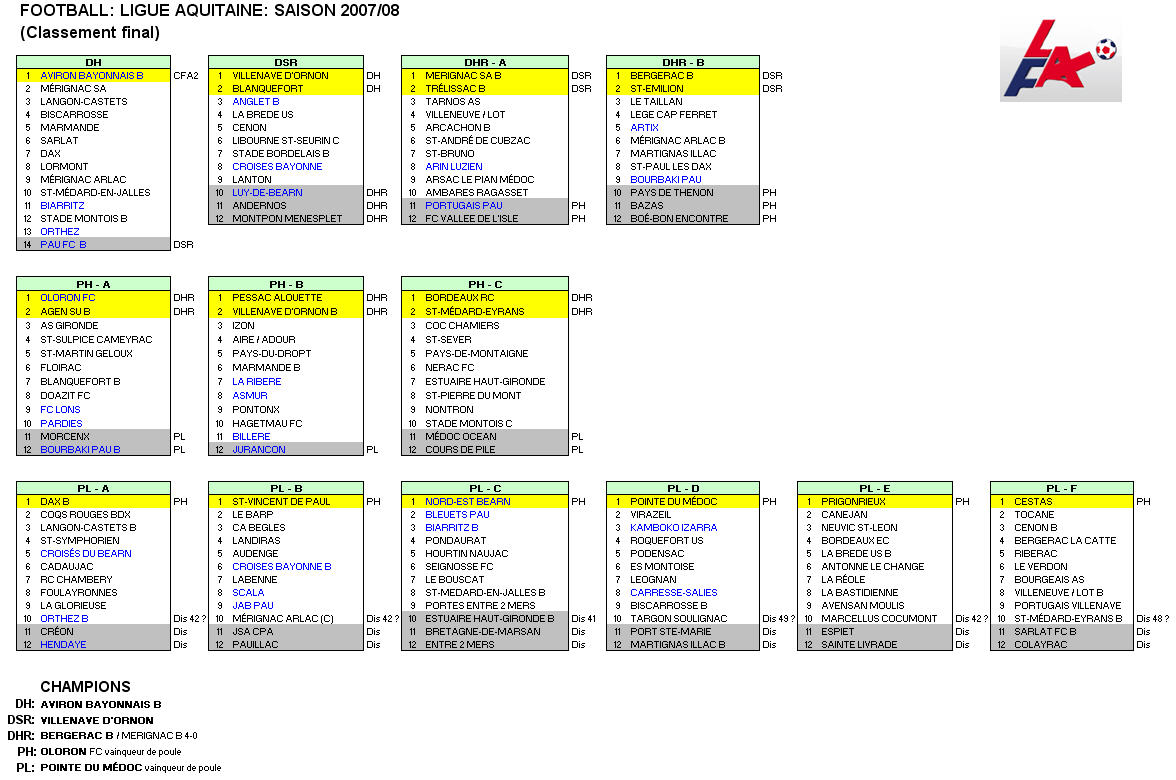 FOOTBALL: LIGUE AQUITAINE: SAISON 2007/08
(Classement final)
LFA
DH
1 AVIRON BAYONNAIS B CFA2
2 MÉRIGNAC SA
3 LANGON-CASTETS
4 BISCARROSSE
5 MARMANDE
6 SARLAT
7 DAX
8 LORMONT
9 MÉRIGNAC ARLAC
10 ST-MÉDARD-EN-JALLES
11 BIARRITZ
12 STADE MONTOIS B
13 ORTHEZ
14 PAU FC B DSR
DSR
1 VILLENAVE D'ORNON DH
2 BLANQUEFORT DH
3 ANGLET B
4 LA BREDE US
5 CENON
6 LIBOURNE ST-SEURIN C
7 STADE BORDELAIS B
8 CROISES BAYONNE
9 LANTON
10 LUY-DE-BEARN DHR
11 ANDERNOS DHR
12 MONTPON MENESPLET DHR
DHR - A
1 MERIGNAC SA B DSR
2 TRÉLISSAC B DSR
3 TARNOS AS
4 VILLENEUVE / LOT
5 ARCACHON B
6 ST-ANDRÉ DE CUBZAC
7 ST-BRUNO
8 ARIN LUZIEN
9 ARSAC LE PIAN MÉDOC
10 AMBARES RAGASSET
11 PORTUGAIS PAU PH
12 FC VALLEE DE L'ISLE PH
DHR - B
1 BERGERAC B DSR
2 ST-EMILION DSR
3 LE TAILLAN
4 LEGE CAP FERRET
5 ARTIX
6 MÉRIGNAC ARLAC B
7 MARTIGNAS ILLAC
8 ST-PAUL LES DAX
9 BOURBAKI PAU
10 PAYS DE THENON PH
11 BAZAS PH
12 BOÉ-BON ENCONTRE PH
PH - A
1 OLORON FC DHR
2 AGEN SU B DHR
3 AS GIRONDE
4 ST-SULPICE CAMEYRAC
5 ST-MARTIN GELOUX
6 FLOIRAC
7 BLANQUEFORT B
8 DOAZIT FC
9 FC LONS
10 PARDIES
11 MORCENX PL
12 BOURBAKI PAU B PL
PH - B
1 PESSAC ALOUETTE DHR
2 VILLENAVE D'ORNON B DHR
3 IZON
4 AIRE / ADOUR
5 PAYS-DU-DROPT
6 MARMANDE B
7 LA RIBERE
8 ASMUR
9 PONTONX
10 HAGETMAU FC
11 BILLERE
12 JURANCON PL
PH - C
1 BORDEAUX RC DHR
2 ST-MÉDARD-EYRANS DHR
3 COC CHAMIERS
4 ST-SEVER
5 PAYS-DE-MONTAIGNE
6 NERAC FC
7 ESTUAIRE HAUT-GIRONDE
8 ST-PIERRE DU MONT
9 NONTRON
10 STADE MONTOIS C
11 MÉDOC OCEAN PL
12 COURS DE PILE PL
PL - A
1 DAX B PH
2 COQS ROUGES BDX
3 LANGON-CASTETS B
4 ST-SYMPHORIEN
5 CROISÉS DU BEARN
6 CADAUJAC
7 RC CHAMBERY
8 FOULAYRONNES
9 LA GLORIEUSE
10 ORTHEZ B Dis 42 ?
11 CRÉON Dis
12 HENDAYE Dis
PL - B
1 ST-VINCENT DE PAUL PH
2 LE BARP
3 CA BEGLES
4 LANDIRAS
5 AUDENGE
6 CROISES BAYONNE B
7 LABENNE
8 SCALA
9 JAB PAU
10 MÉRIGNAC ARLAC (C) Dis 42 ?
11 JSA CPA Dis
12 PAUILLAC Dis
PL - C
1 NORD-EST BEARN PH
2 BLEUETS PAU
3 BIARRITZ B
4 PONDAURAT
5 HOURTIN NAUJAC
6 SEIGNOSSE FC
7 LE BOUSCAT
8 ST-MEDARD-EN-JALLES B
9 PORTES ENTRE 2 MERS
10 ESTUAIRE HAUT-GIRONDE B Dis 41
11 BRETAGNE-DE-MARSAN Dis
12 ENTRE 2 MERS Dis
PL - D
1 POINTE DU MÉDOC PH
2 VIRAZEIL
3 KAMBOKO IZARRA
4 ROQUEFORT US
5 PODENSAC
6 ES MONTOISE
7 LEOGNAN
8 CARRESSE-SALIES
9 BISCARROSSE B
10 TARGON SOULIGNAC Dis 49 ?
11 PORT STE-MARIE Dis
12 MARTIGNAS ILLAC B Dis
PL - E
1 PRIGONRIEUX PH
2 CANEJAN
3 NEUVIC ST-LEON
4 BORDEAUX EC
5 LA BREDE US B
6 ANTONNE LE CHANGE
7 LA RÉOLE
8 LA BASTIDIENNE
9 AVENSAN MOULIS
10 MARCELLUS COCUMONT Dis 42 ?
11 ESPIET Dis
12 SAINTE LIVRADE Dis
PL - F
1 CESTAS PH
2 TOCANE
3 CENON B
4 BERGERAC LA CATTE
5 RIBERAC
6 LE VERDON
7 BOURGEAIS AS
8 VILLENEUVE / LOT B
9 PORTUGAIS VILLENAVE
10 ST-MÉDARD-EYRANS B Dis 48 ?
11 SARLAT FC B Dis
12 COLAYRAC Dis
CHAMPIONS
DH: AVIRON BAYONNAIS B
DSR: VILLENAVE D'ORNON
DHR: BERGERAC B / MERIGNAC B 4-0
PH: OLORON FC vainqueur de poule
PL: POINTE DU MÉDOC vainqueur de poule